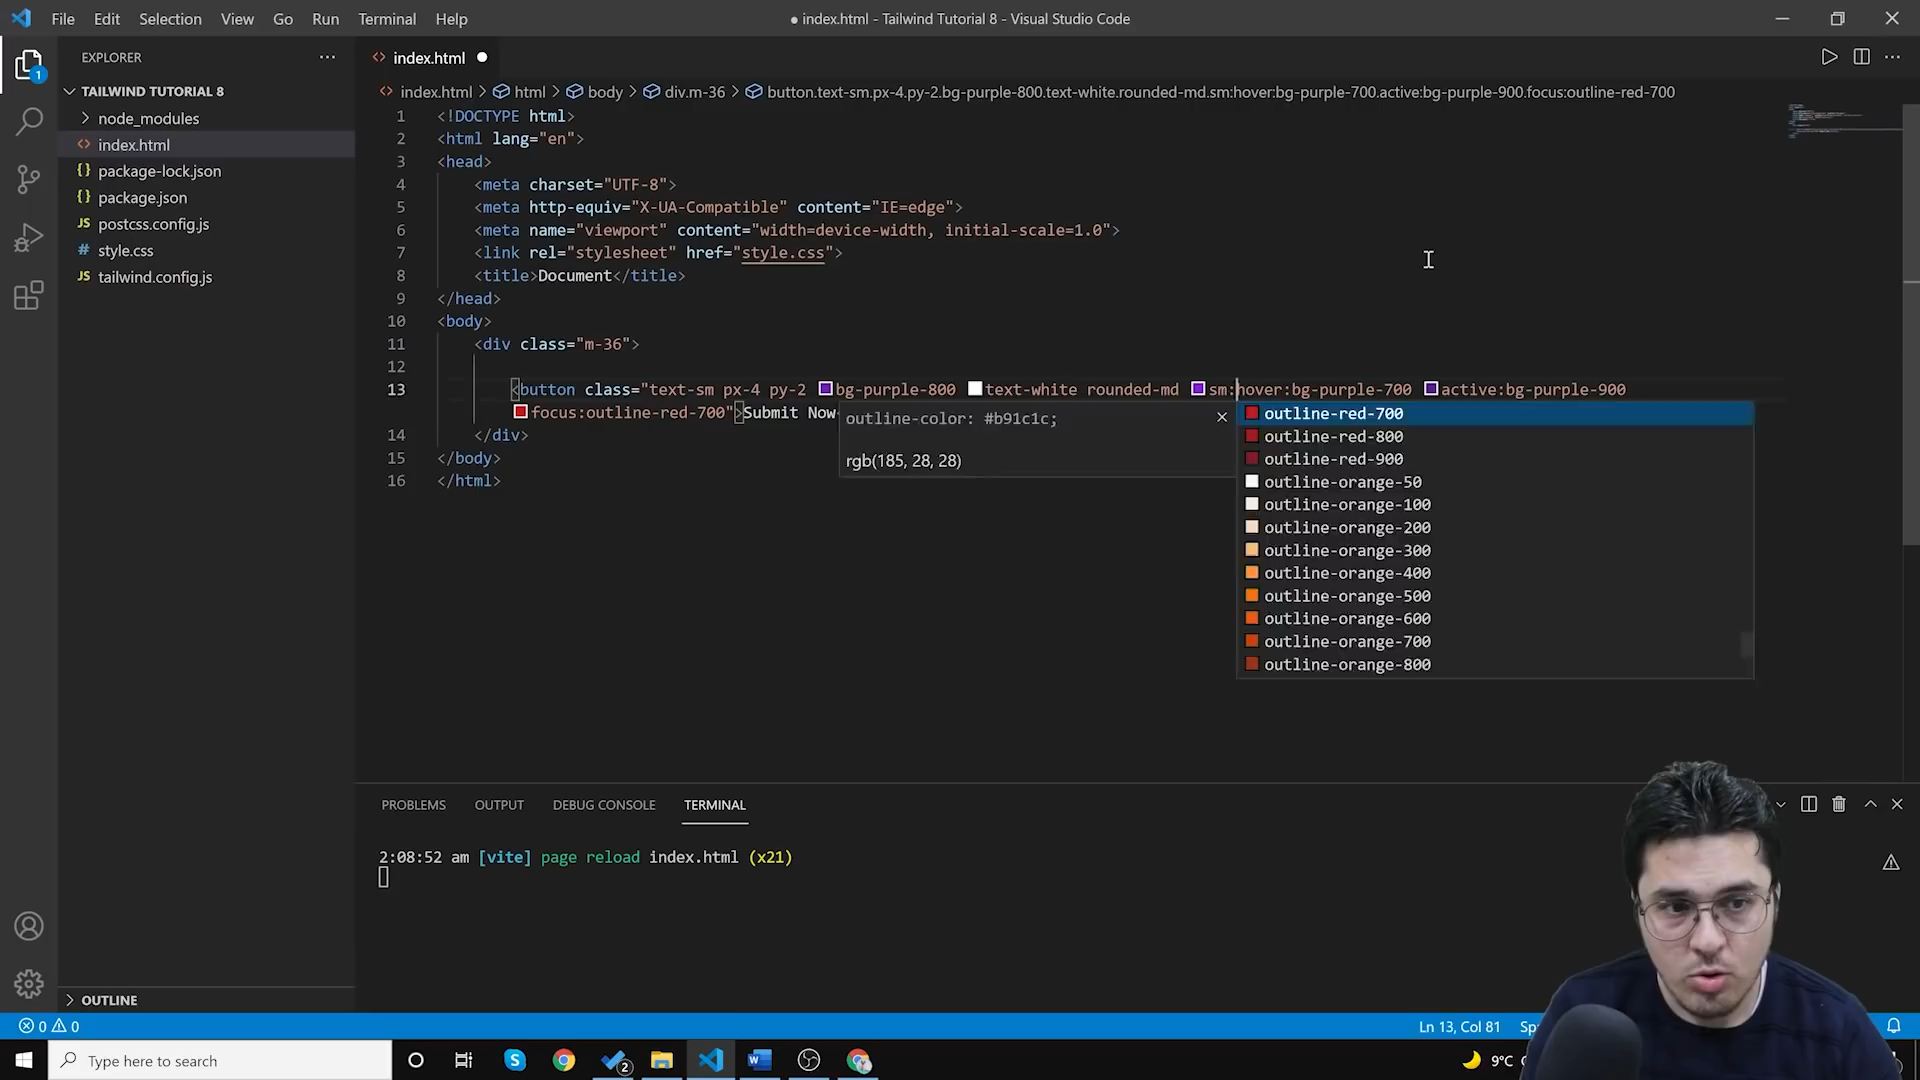 File Edit Selection View Go Run Terminal Help
● index.html - Tailwind Tutorial 8 - Visual Studio Code
EXPLORER
1
TAILWIND TUTORIAL 8
node_modules
index.html
package-lock.json
package.json
postcss.config.js
style.css
tailwind.config.js
OUTLINE
index.html
index.html > html > body > div.m-36 > button.text-sm.px-4.py-2.bg-purple-800.text-white.rounded-md.sm:hover:bg-purple-700.active:bg-purple-900.focus:outline-red-700
1 <!DOCTYPE html>
2 <html lang="en">
3 <head>
4 <meta charset="UTF-8">
5 <meta http-equiv="X-UA-Compatible" content="IE=edge">
6 <meta name="viewport" content="width=device-width, initial-scale=1.0">
7 <link rel="stylesheet" href="style.css">
8 <title>Document</title>
9 </head>
10 <body>
11 <div class="m-36">
12
13 <button class="text-sm px-4 py-2 bg-purple-800 text-white rounded-md sm:hover:bg-purple-700 active:bg-purple-900
focus:outline-red-700">Submit Now
14 </div>
15 </body>
16 </html>
outline-color: #b91c1c;
rgb(185, 28, 28)
outline-red-700
outline-red-800
outline-red-900
outline-orange-50
outline-orange-100
outline-orange-200
outline-orange-300
outline-orange-400
outline-orange-500
outline-orange-600
outline-orange-700
outline-orange-800
PROBLEMS OUTPUT DEBUG CONSOLE TERMINAL
2:08:52 am [vite] page reload index.html (x21)
0 0
Ln 13, Col 81
Type here to search
2
9°C